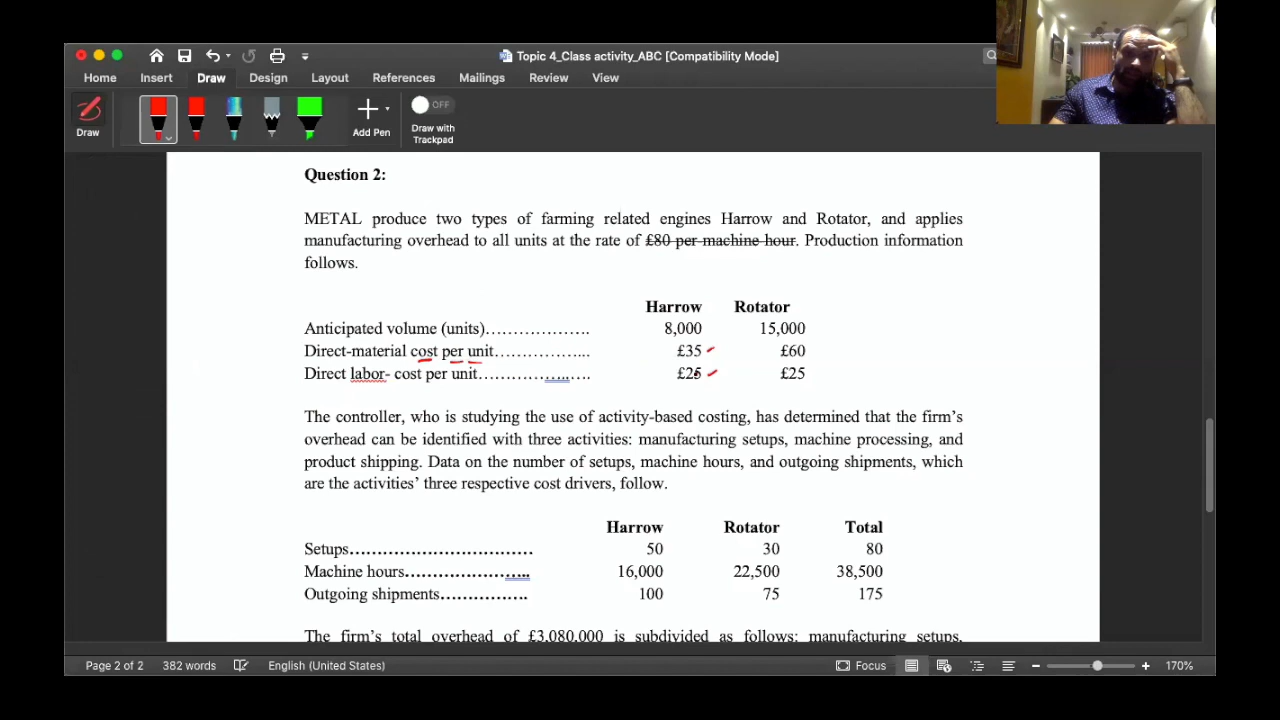 Topic 4_Class activity_ABC [Compatibility Mode]
Home Insert Draw Design Layout References Mailings Review View
OFF
Draw Add Pen Draw with
Trackpad
Question 2:
METAL produce two types of farming related engines Harrow and Rotator, and applies
manufacturing overhead to all units at the rate of £80 per machine hour. Production information
follows.
Harrow Rotator
Anticipated volume (units)………………. 8,000 15,000
Direct-material cost per unit……………... £35 £60
Direct labor- cost per unit………………..…. £25 £25
The controller, who is studying the use of activity-based costing, has determined that the firm's
overhead can be identified with three activities: manufacturing setups, machine processing, and
product shipping. Data on the number of setups, machine hours, and outgoing shipments, which
are the activities' three respective cost drivers, follow.
Harrow Rotator Total
Setups…………………………… 50 30 80
Machine hours…………………….. 16,000 22,500 38,500
Outgoing shipments……………. 100 75 175
The firm's total overhead of £3,080,000 is subdivided as follows: manufacturing setups,
Page 2 of 2 382 words English (United States) Focus 170%